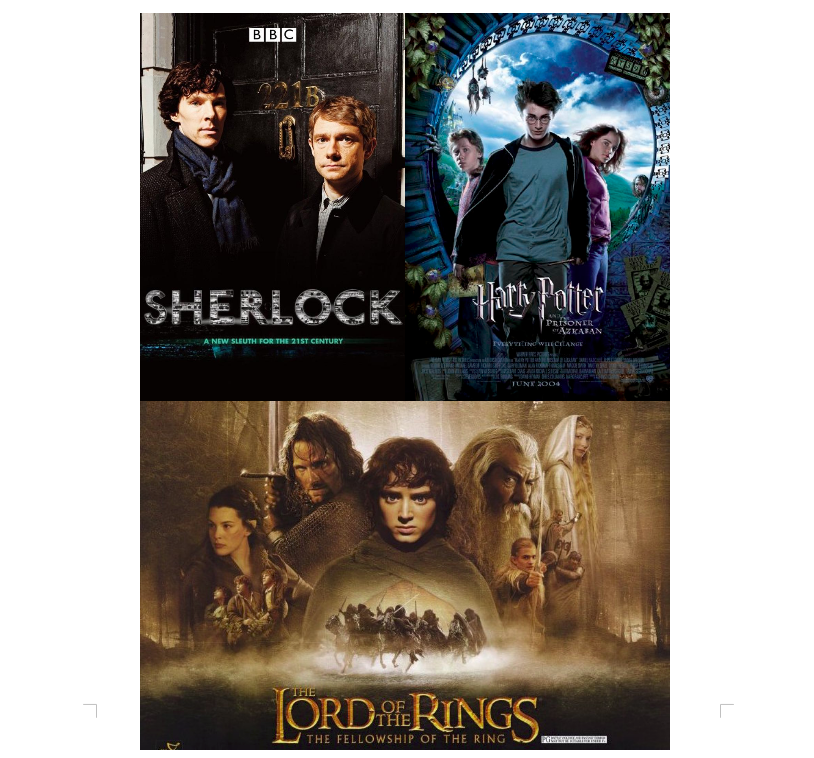 BBC
221B
SHERLOCK
A NEW SLEUTH FOR THE 21ST CENTURY
Harry Potter
AND THE
PRISONER
OF AZKABAN
EVERYTHING WILL CHANGE
JUNE 2004
THE
LORD OF
THE RINGS
THE FELLOWSHIP OF THE RING